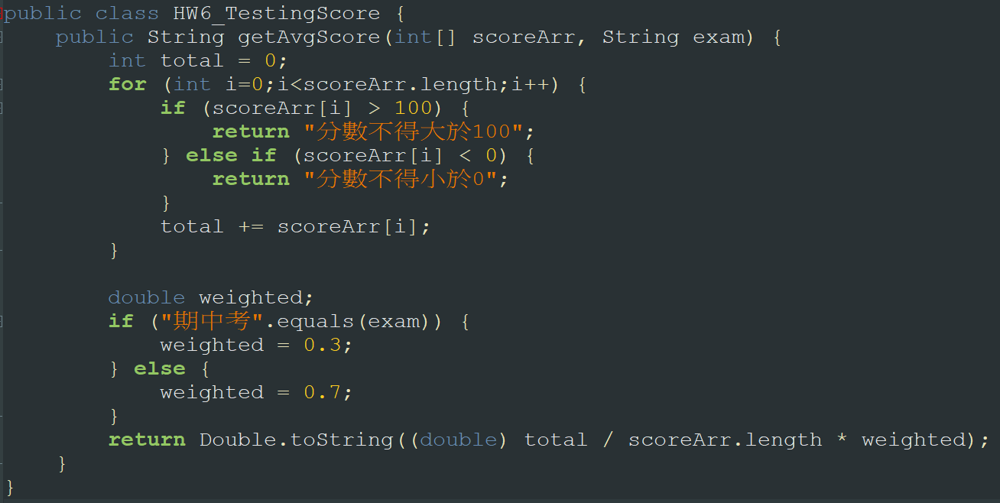 public class HW6_TestingScore {
    public String getAvgScore(int[] scoreArr, String exam) {
        int total = 0;
        for (int i=0;i<scoreArr.length;i++) {
            if (scoreArr[i] > 100) {
                return "分數不得大於100";
            } else if (scoreArr[i] < 0) {
                return "分數不得小於0";
            }
            total += scoreArr[i];
        }

        double weighted;
        if ("期中考".equals(exam)) {
            weighted = 0.3;
        } else {
            weighted = 0.7;
        }
        return Double.toString((double) total / scoreArr.length * weighted);
    }
}